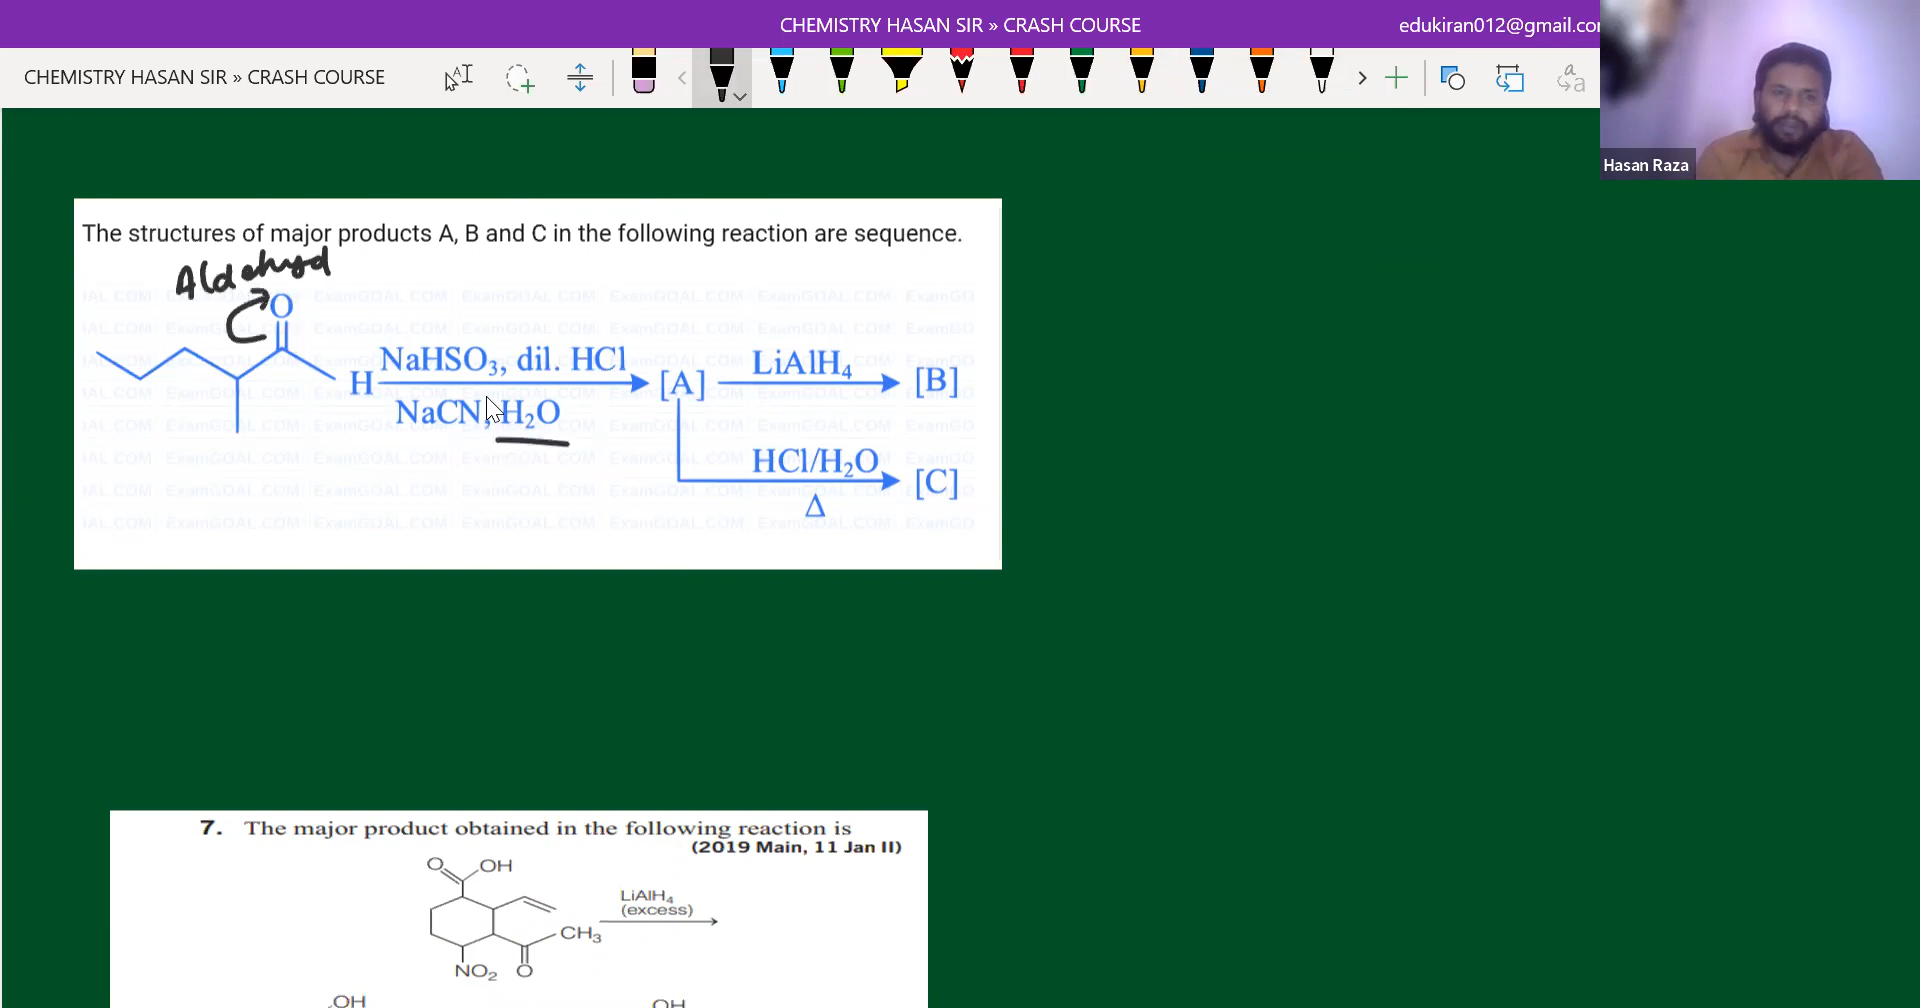 CHEMISTRY HASAN SIR » CRASH COURSE
edukiran012@gmail.co
CHEMISTRY HASAN SIR » CRASH COURSE
Hasan Raza
The structures of major products A, B and C in the following reaction are sequence.
Aldehyd
O
H
NaHSO₃, dil. HCl
NaCN, H₂O
[A]
LiAlH₄
[B]
HCl/H₂O
Δ
[C]
7. The major product obtained in the following reaction is
(2019 Main, 11 Jan II)
O OH
LiAlH₄
(excess)
CH₃
NO₂ O
OH OH